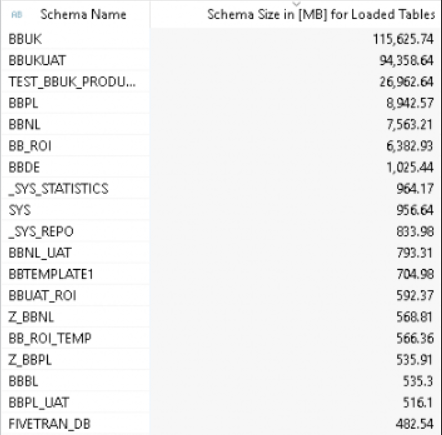 AB Schema Name Schema Size in [MB] for Loaded Tables
BBUK 115,625.74
BBUKUAT 94,358.64
TEST_BBUK_PRODU... 26,962.64
BBPL 8,942.57
BBNL 7,563.21
BB_ROI 6,382.93
BBDE 1,025.44
_SYS_STATISTICS 964.17
SYS 956.64
_SYS_REPO 833.98
BBNL_UAT 793.31
BBTEMPLATE1 704.98
BBUAT_ROI 592.37
Z_BBNL 568.81
BB_ROI_TEMP 566.36
Z_BBPL 535.91
BBBL 535.3
BBPL_UAT 516.1
FIVETRAN_DB 482.54